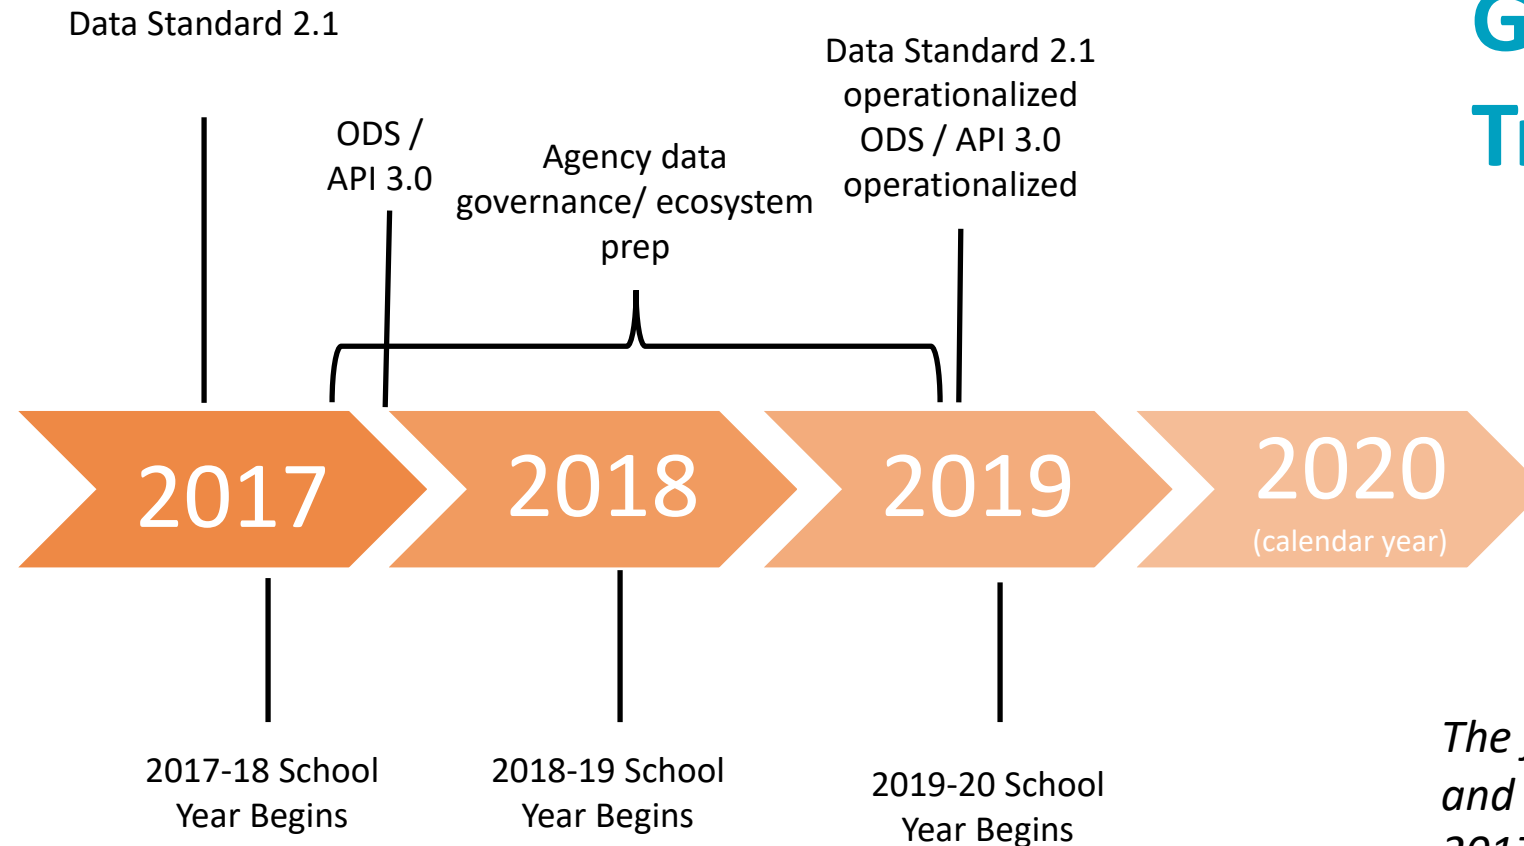 Data Standard 2.1
ODS /
API 3.0
Agency data
governance/ ecosystem
prep
Data Standard 2.1
operationalized
ODS / API 3.0
operationalized
2017
2018
2019
2020
(calendar year)
2017-18 School
Year Begins
2018-19 School
Year Begins
2019-20 School
Year Begins
The
and
2017